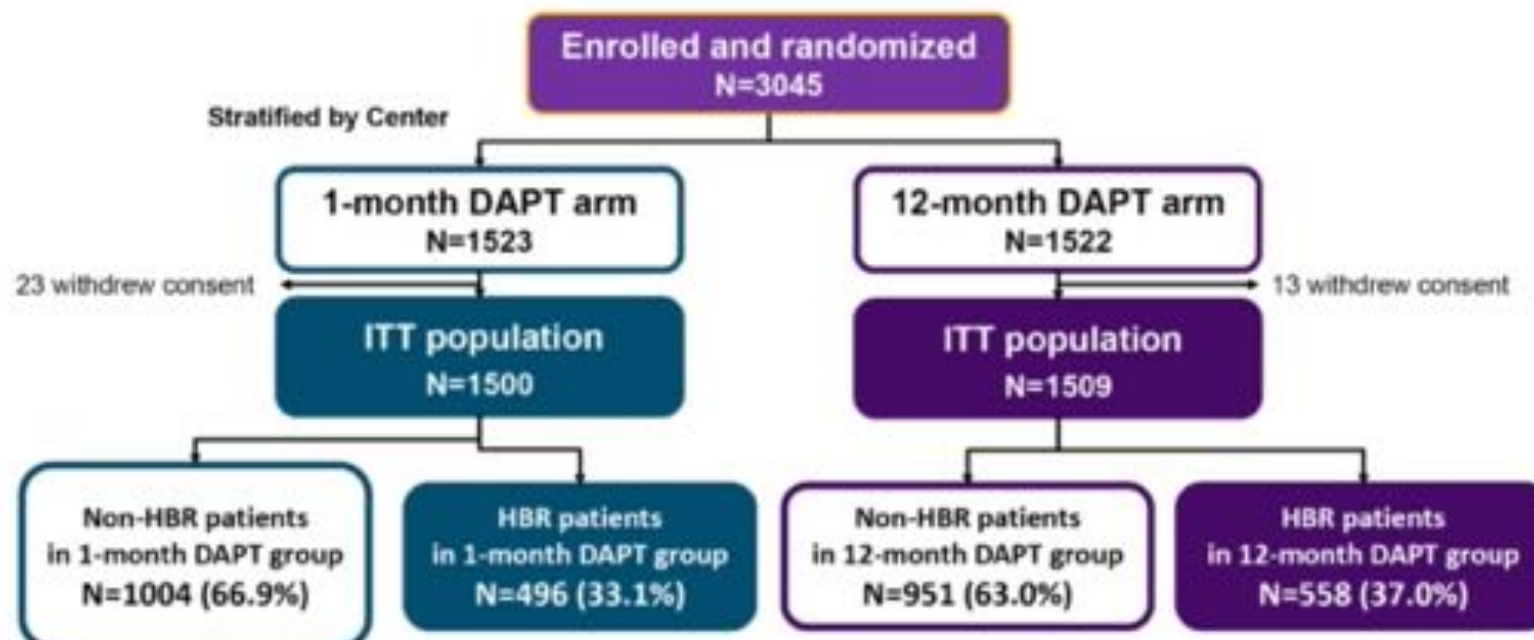 Enrolled and randomized
N=3045
Stratified by Center
1-month DAPT arm
N=1523
12-month DAPT arm
N=1522
23 withdrew consent
13 withdrew consent
ITT population
N=1500
ITT population
N=1509
Non-HBR patients
in 1-month DAPT group
N=1004 (66.9%)
HBR patients
in 1-month DAPT group
N=496 (33.1%)
Non-HBR patients
in 12-month DAPT group
N=951 (63.0%)
HBR patients
in 12-month DAPT group
N=558 (37.0%)